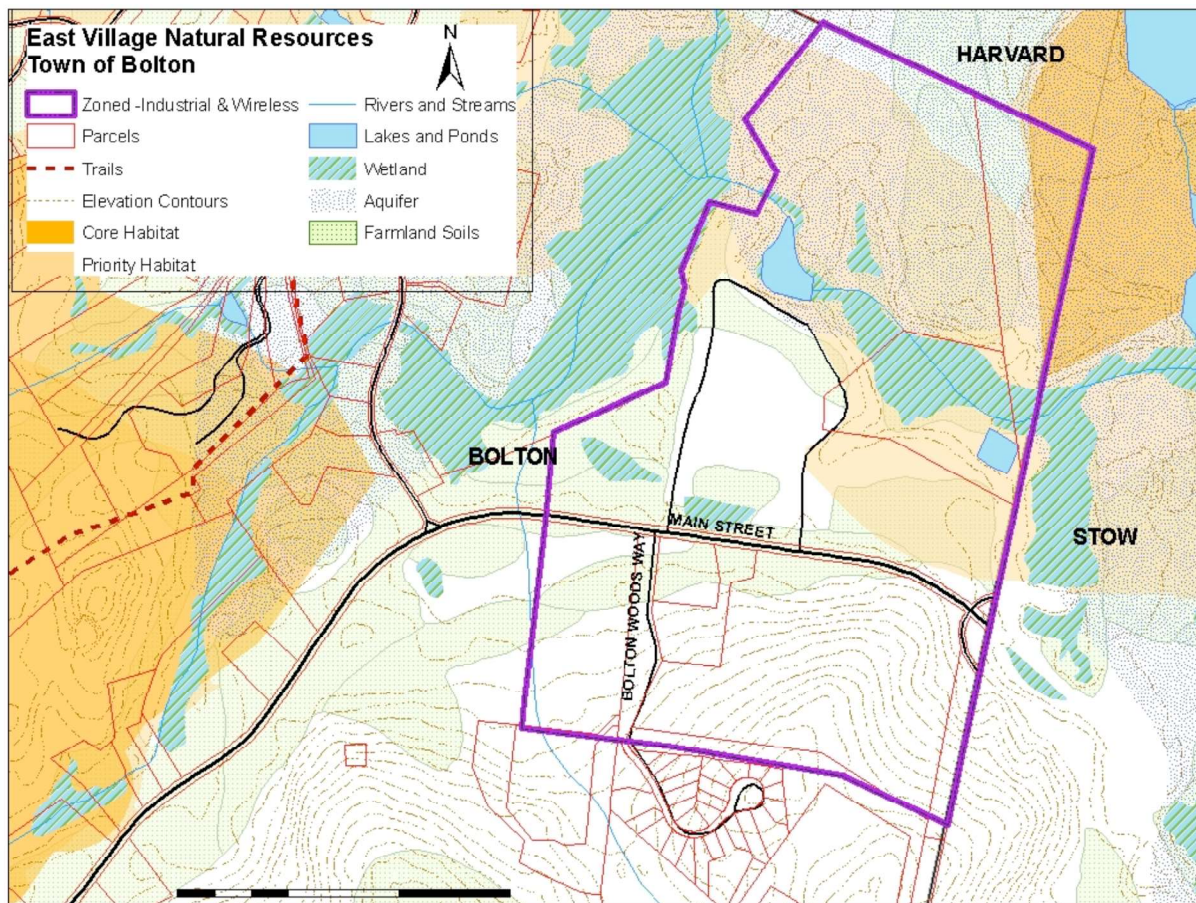 East Village Natural Resources
Town of Bolton
N
Zoned -Industrial & Wireless
Rivers and Streams
Parcels
Lakes and Ponds
Trails
Wetland
Elevation Contours
Aquifer
Core Habitat
Farmland Soils
Priority Habitat
HARVARD
BOLTON
MAIN STREET
STOW
BOLTON WOODS WAY